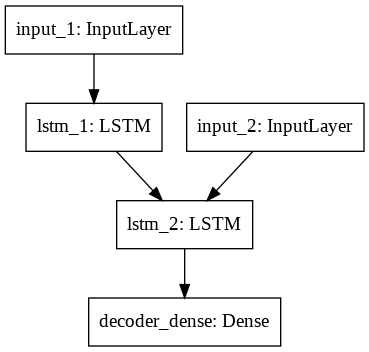 input_1: InputLayer
lstm_1: LSTM
input_2: InputLayer
lstm_2: LSTM
decoder_dense: Dense